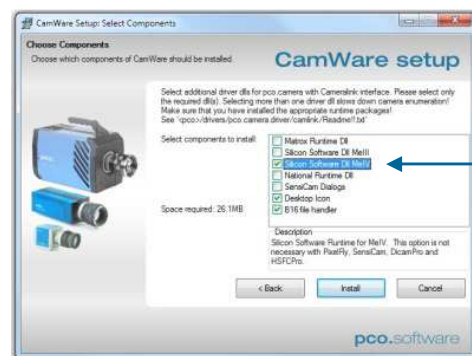 CamWare Setup: Select Components
Choose Components
Choose which components of CamWare should be installed.
CamWare setup
Select additional driver dlls for pco.camera with Cameralink interface. Please select only
the required dll(s). Selecting more than one driver dll slows down camera enumeration!
Make sure that you have installed the appropriate runtime packages!
See '<pco>/drivers/pco.camera driver/camlink/Readme!!.txt'
Select components to install:
Matrox Runtime Dll
Silicon Software Dll MeIII
Silicon Software Dll MeIV
National Runtime Dll
SensiCam Dialogs
Desktop Icon
B16 file handler
Space required: 26.1MB
Description
Silicon Software Runtime for MeIV. This option is not
necessary with PixelFly, SensiCam, DicamPro and
HSFCPro.
< Back
Install
Cancel
pco.software